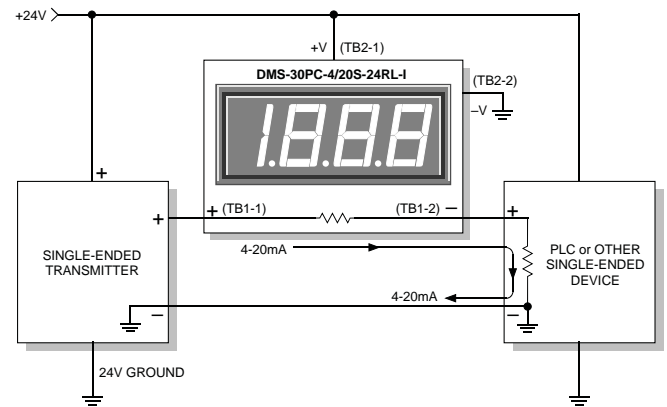 +24V
+V (TB2-1)
DMS-30PC-4/20S-24RL-I
(TB2-2)
–V
1.8.8.8
+
+
+ (TB1-1)
(TB1-2) –
+
SINGLE-ENDED
TRANSMITTER
4-20mA
PLC or OTHER
SINGLE-ENDED
DEVICE
4-20mA
–
–
24V GROUND